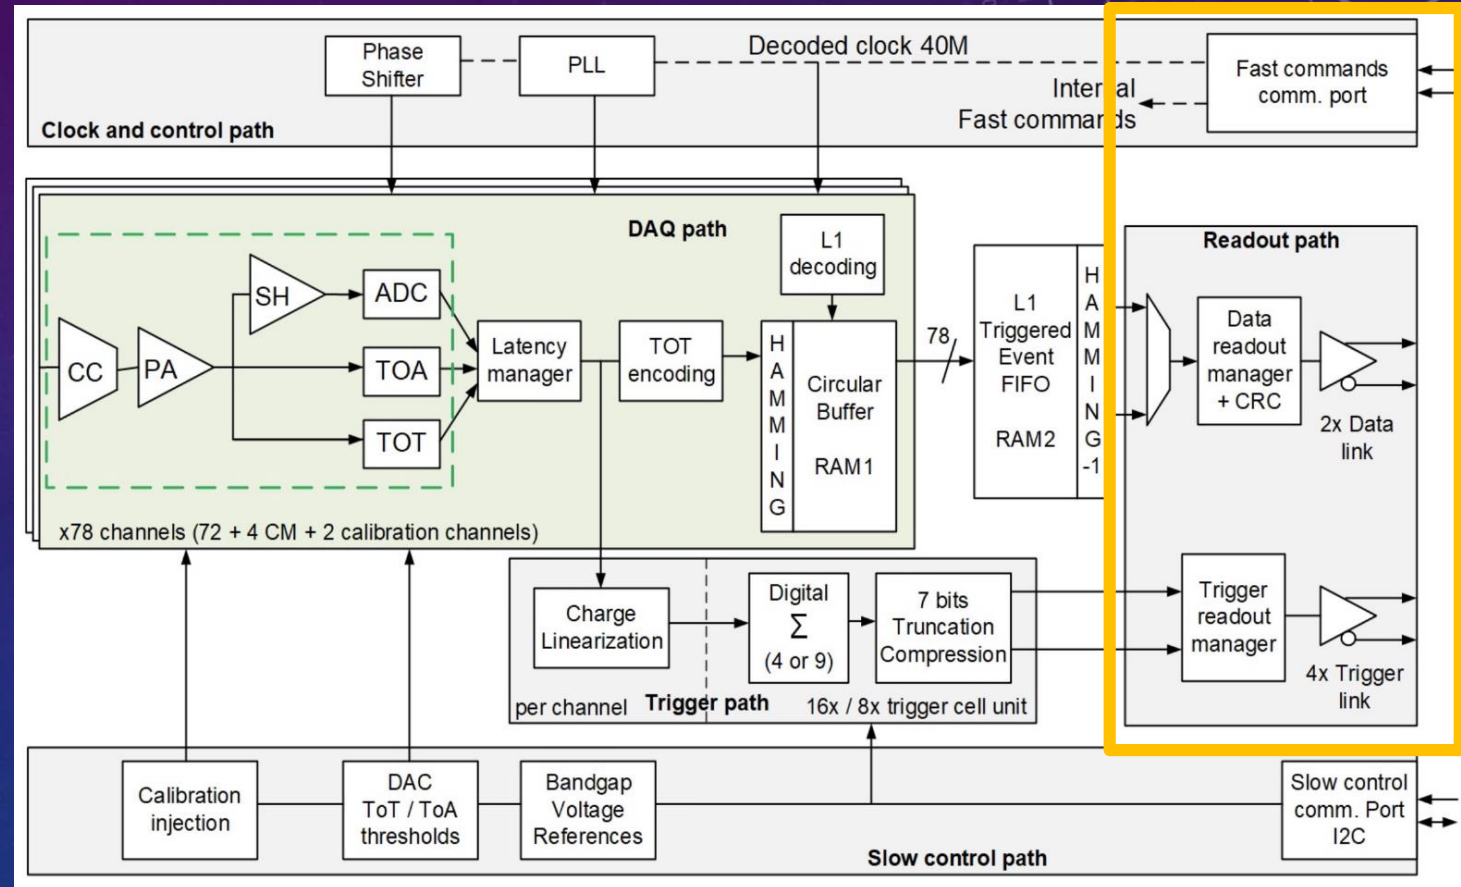 Phase
Shifter
PLL
Decoded clock 40M
Internal
Fast commands
Fast commands
comm. port
Clock and control path
DAQ path
L1
decoding
SH
ADC
CC
PA
TOA
TOT
Latency
manager
TOT
encoding
HAMMING
Circular
Buffer
RAM1
x78 channels (72 + 4 CM + 2 calibration channels)
78
L1
Triggered
Event
FIFO
RAM2
HAMMING
-1
Readout path
Data
readout
manager
+ CRC
2x Data
link
Charge
Linearization
per channel
Trigger path
Digital
Σ
(4 or 9)
7 bits
Truncation
Compression
16x / 8x trigger cell unit
Trigger
readout
manager
4x Trigger
link
Calibration
injection
DAC
ToT / ToA
thresholds
Bandgap
Voltage
References
Slow control path
Slow control
comm. Port
I2C